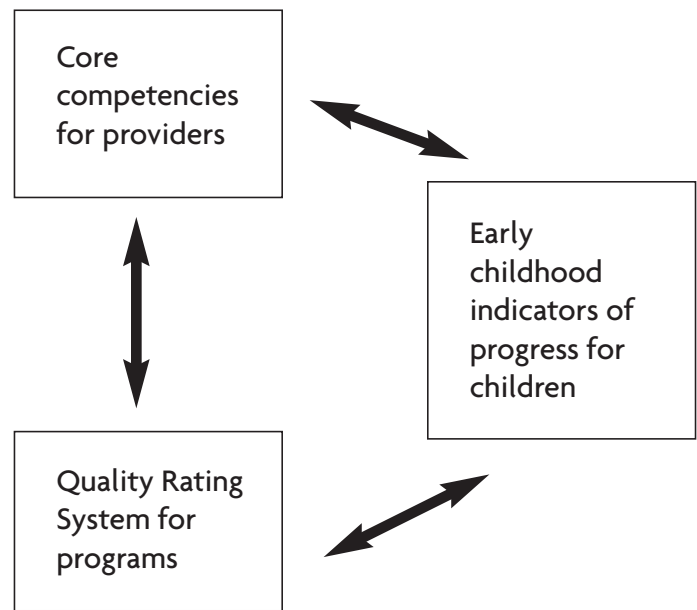 Core
competencies
for providers
Early
childhood
indicators of
progress for
children
Quality Rating
System for
programs